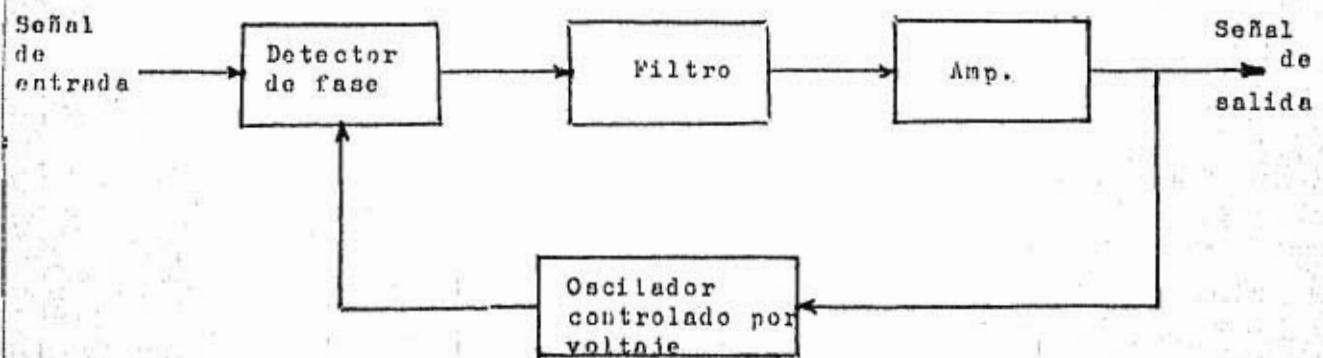 Señal
de
entrada
Detector
de fase
Filtro
Amp.
Señal
de
salida
Oscilador
controlado por
voltaje